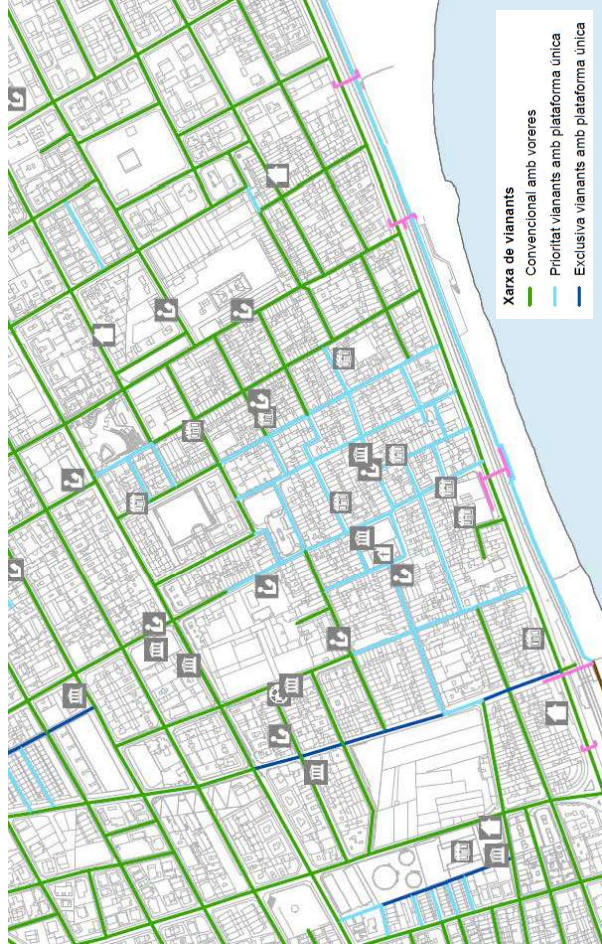 Xarxa de vianants
Convencional amb voreres
Prioritat vianants amb plataforma única
Exclusiva vianants amb plataforma única